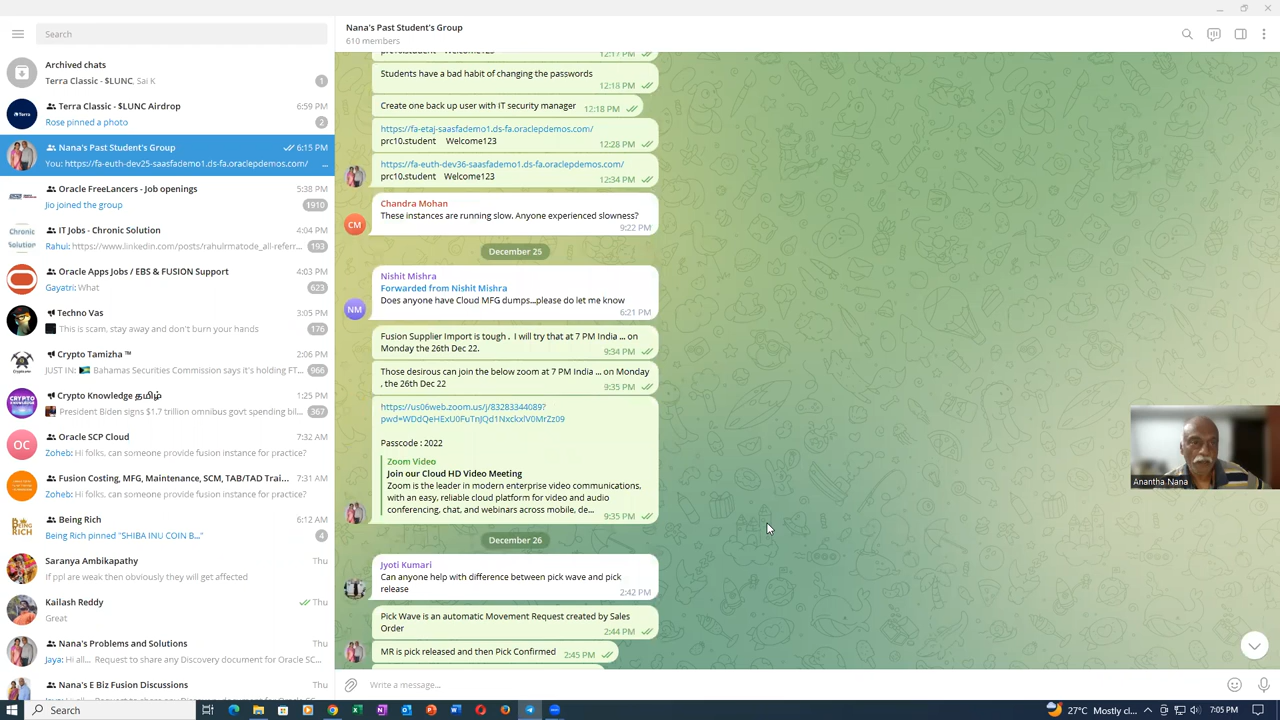 Search
Archived chats
Terra Classic - $LUNC, Sai K
1
Terra Classic - $LUNC Airdrop
6:59 PM
Rose pinned a photo
2
Nana's Past Student's Group
6:15 PM
You: https://fa-euth-dev25-saasfademo1.ds-fa.oraclepdemos.com/ ...
Oracle FreeLancers - Job openings
5:38 PM
Jio joined the group
1910
IT Jobs - Chronic Solution
4:04 PM
Chronic Solution
Rahul: https://www.linkedin.com/posts/rahulrmatode_all-referr...
193
Oracle Apps Jobs / EBS & FUSION Support
4:03 PM
Gayatri: What
623
Techno Vas
3:05 PM
This is scam, stay away and don't burn your hands
176
Crypto Tamizha ™
2:06 PM
JUST IN: Bahamas Securities Commission says it's holding FT...
966
Crypto Knowledge தமிழ்
1:25 PM
President Biden signs $1.7 trillion omnibus govt spending bil...
367
OC
Oracle SCP Cloud
7:32 AM
Zoheb: Hi folks, can someone provide fusion instance for practice?
Fusion Costing, MFG, Maintenance, SCM, TAB/TAD Trai...
7:31 AM
Zoheb: Hi folks, can someone provide fusion instance for practice?
BEING RICH
Being Rich
6:12 AM
Being Rich pinned "SHIBA INU COIN B..."
4
Saranya Ambikapathy
Thu
If ppl are weak then obviously they will get affected
Kailash Reddy
Thu
Great
Nana's Problems and Solutions
Thu
Jaya: Hi all... Request to share any Discovery document for Oracle SC...
Nana's E Biz Fusion Discussions
Thu
Nana's Past Student's Group
610 members
prc10.student Welcome123
12:17 PM
Students have a bad habit of changing the passwords
12:18 PM
Create one back up user with IT security manager
12:18 PM
https://fa-etaj-saasfademo1.ds-fa.oraclepdemos.com/
prc10.student Welcome123
12:28 PM
https://fa-euth-dev36-saasfademo1.ds-fa.oraclepdemos.com/
prc10.student Welcome123
12:34 PM
CM
Chandra Mohan
These instances are running slow. Anyone experienced slowness?
9:22 PM
December 25
NM
Nishit Mishra
Forwarded from Nishit Mishra
Does anyone have Cloud MFG dumps...please do let me know
6:21 PM
Fusion Supplier Import is tough . I will try that at 7 PM India ... on
Monday the 26th Dec 22.
9:34 PM
Those desirous can join the below zoom at 7 PM India ... on Monday
, the 26th Dec 22
9:35 PM
https://us06web.zoom.us/j/83283344089?
pwd=WDdQeHExU0FuTnJQd1NxckxlV0MrZz09
Passcode : 2022
Zoom Video
Join our Cloud HD Video Meeting
Zoom is the leader in modern enterprise video communications,
with an easy, reliable cloud platform for video and audio
conferencing, chat, and webinars across mobile, de...
9:35 PM
December 26
Jyoti Kumari
Can anyone help with difference between pick wave and pick
release
2:42 PM
Pick Wave is an automatic Movement Request created by Sales
Order
2:44 PM
MR is pick released and then Pick Confirmed
2:45 PM
Write a message...
Anantha Nana
Search
27°C Mostly cl...
7:05 PM